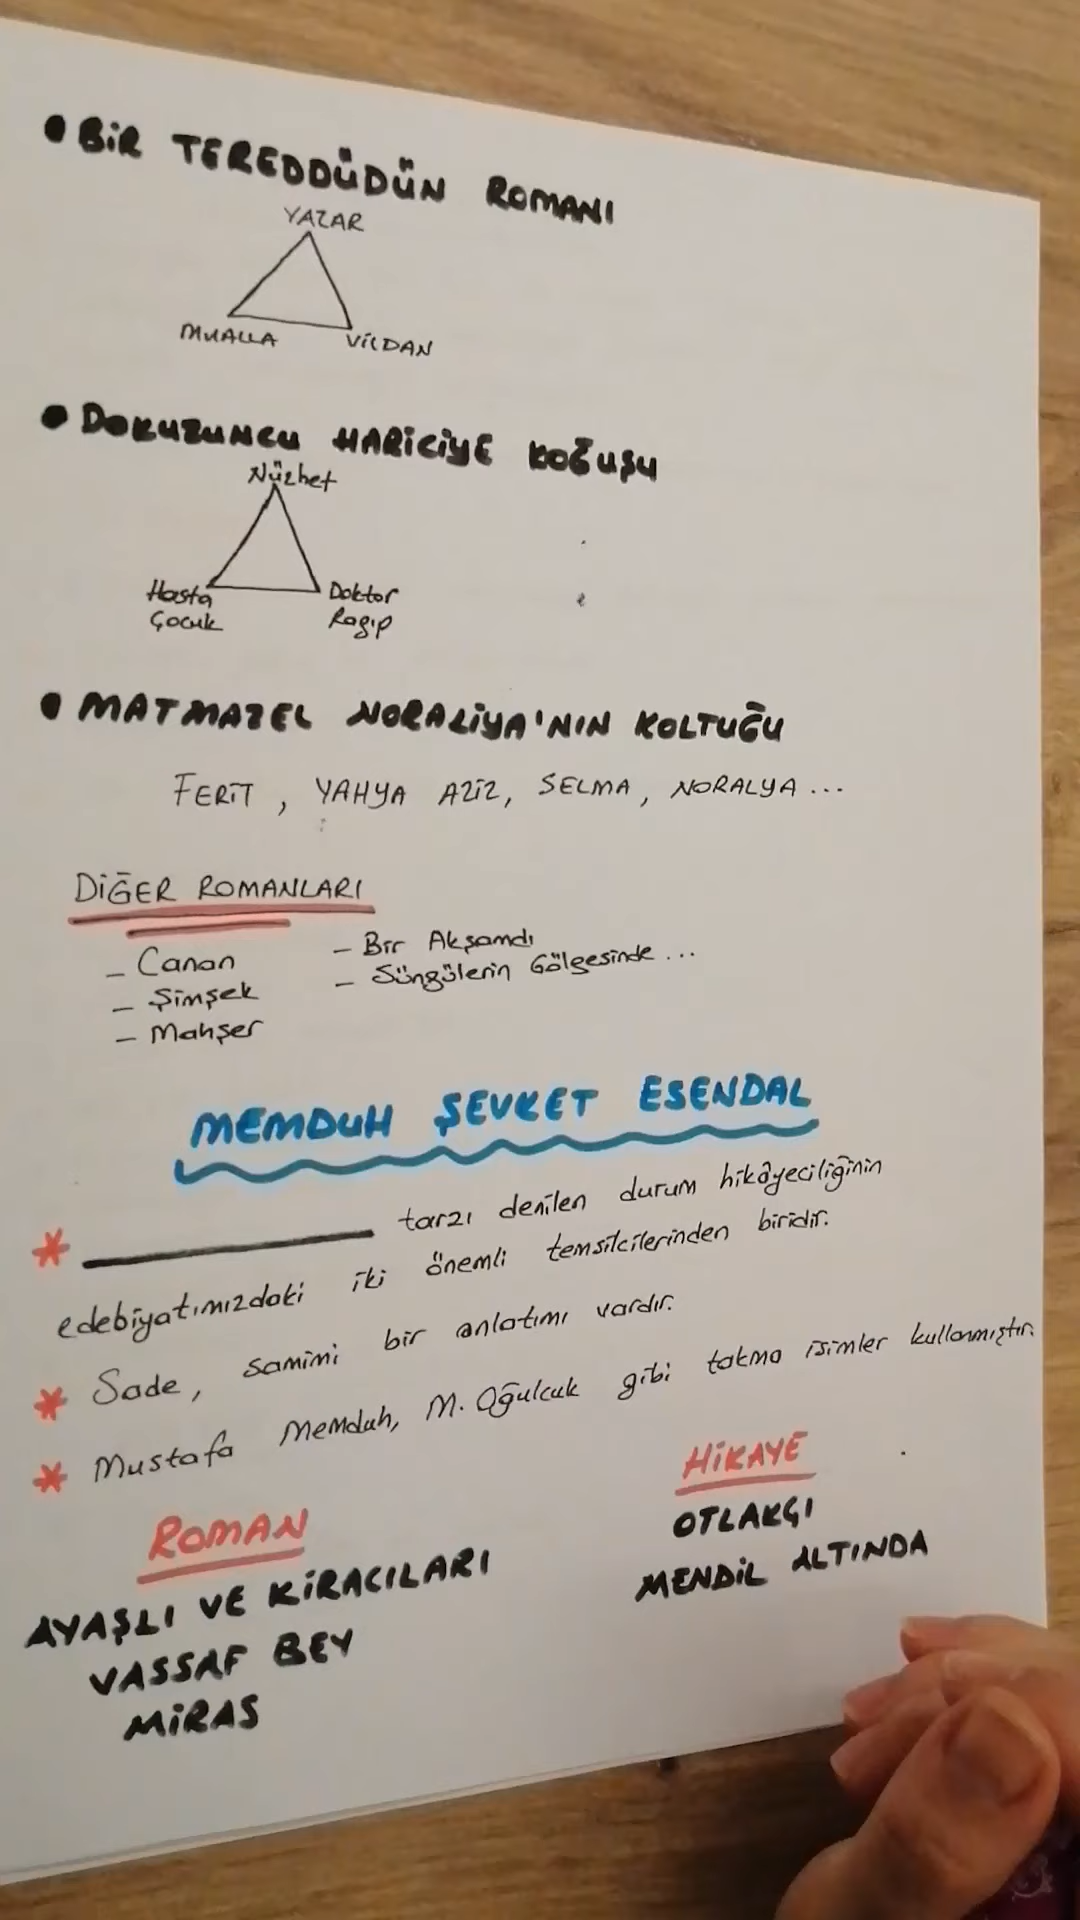 • BİR TEREDDÜDÜN ROMANI
YAZAR
MUALLA VİLDAN
• DOKUZUNCU HARİCİYE KOĞUŞU
Nüzhet
Hasta Doktor
Çocuk Ragıp
• MATMAZEL NORALİYA'NIN KOLTUĞU
FERİT, YAHYA AZİZ, SELMA, NORALYA...
DİĞER ROMANLARI
– Canan – Bir Akşamdı
– Şimşek – Süngülerin Gölgesinde...
– Mahşer
MEMDUH ŞEVKET ESENDAL
* __________ tarzı denilen durum hikâyeciliğinin
edebiyatımızdaki iki önemli temsilcilerinden biridir.
* Sade, samimi bir anlatımı vardır.
* Mustafa Memduh, M. Oğulcuk gibi takma isimler kullanmıştır.
ROMAN
AYAŞLI VE KİRACILARI
VASSAF BEY
MİRAS
HİKAYE
OTLAKÇI
MENDİL ALTINDA